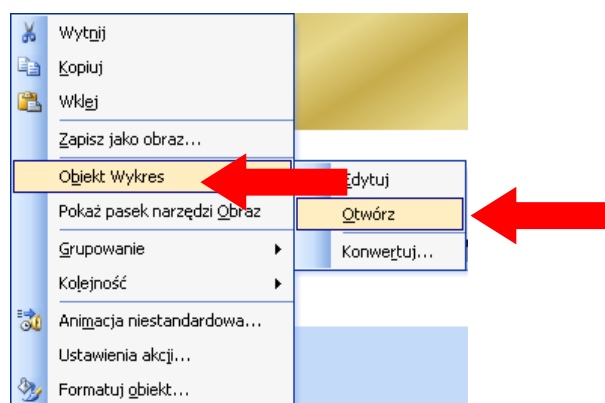 Wytnij
Kopiuj
Wklej
Zapisz jako obraz...
Obiekt Wykres
Pokaż pasek narzędzi Obraz
Grupowanie
Kolejność
Animacja niestandardowa...
Ustawienia akcji...
Formatuj obiekt...
Edytuj
Otwórz
Konwertuj...